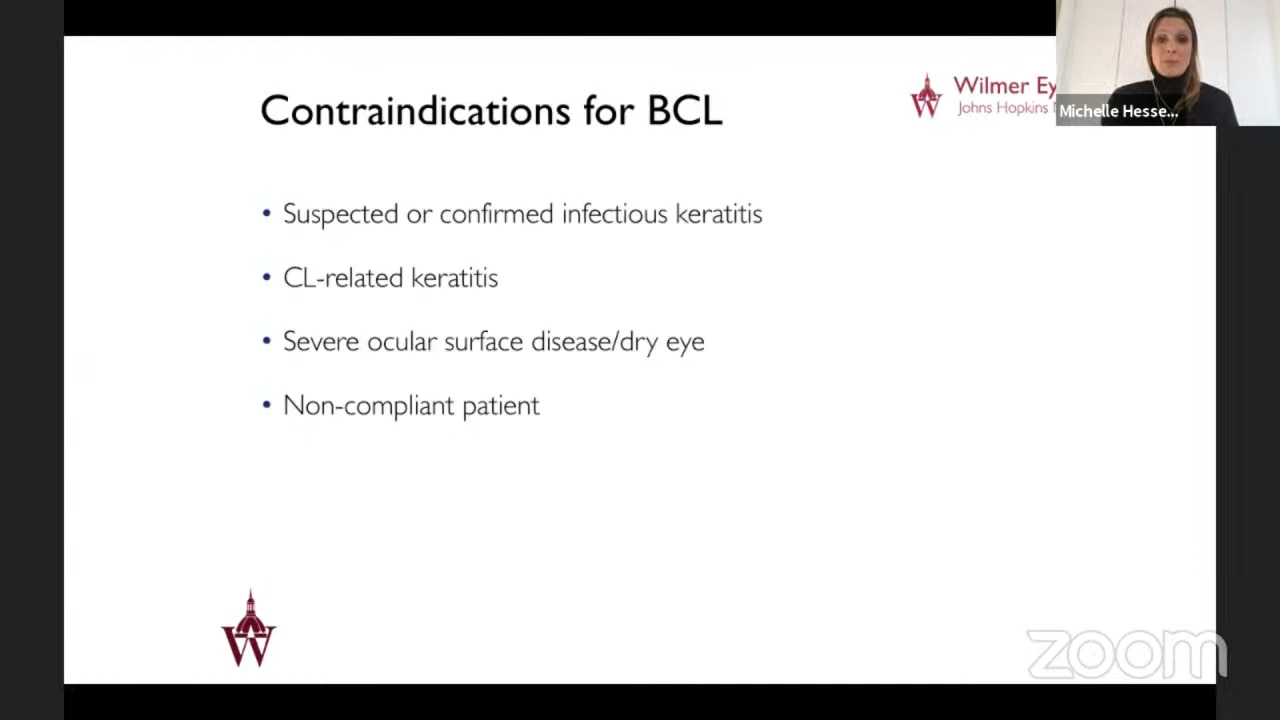 Contraindications for BCL
Wilmer Ey
Johns Hopkins
Michelle Hesse...
• Suspected or confirmed infectious keratitis
• CL-related keratitis
• Severe ocular surface disease/dry eye
• Non-compliant patient
W
zoom